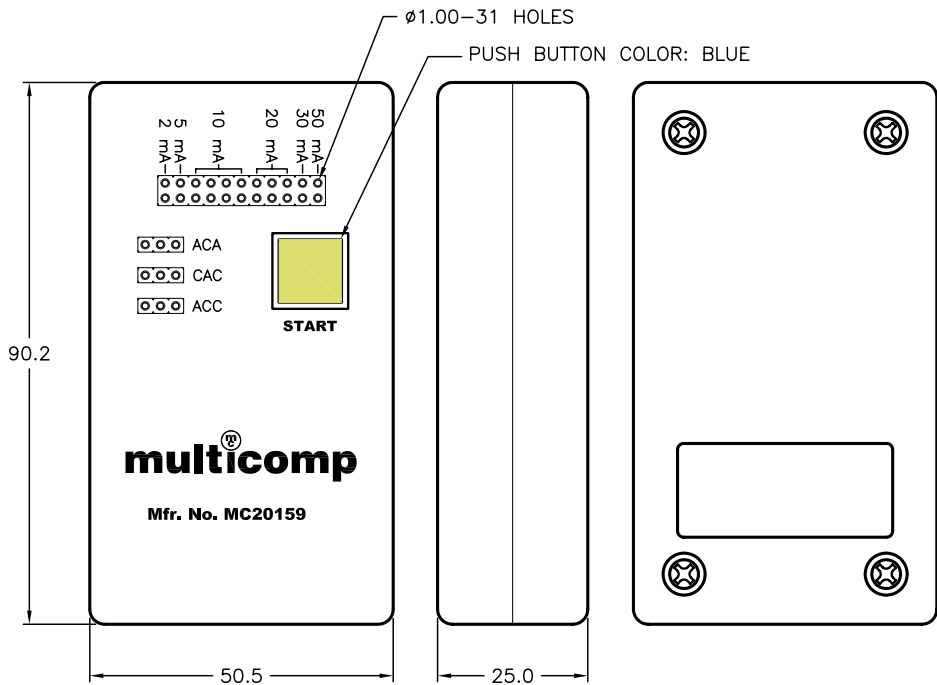 ø1.00-31 HOLES
PUSH BUTTON COLOR: BLUE
2 mA
5 mA
10 mA
20 mA
30 mA
50 mA
ACA
CAC
ACC
START
90.2
mc
multicomp
Mfr. No. MC20159
50.5
25.0